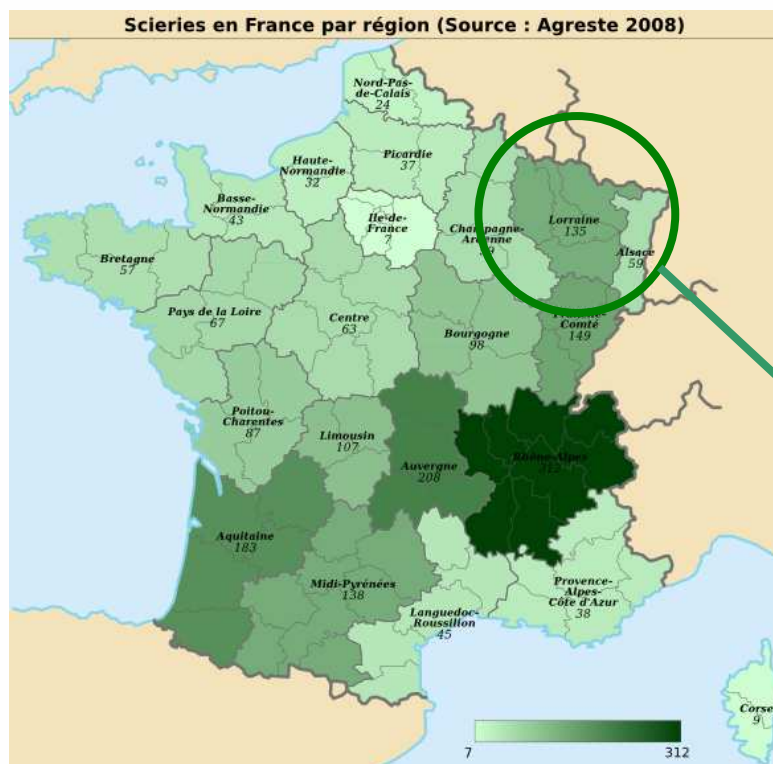 Scieries en France par région (Source : Agreste 2008)
Nord-Pas-
de-Calais
24
Picardie
37
Haute-
Normandie
32
Basse-
Normandie
43
Ile-de-
France
7
Champagne-
Ardenne
Lorraine
135
Alsace
59
Bretagne
57
Pays de la Loire
67
Centre
63
Bourgogne
98
Comté
149
Poitou-
Charentes
87
Limousin
107
Auvergne
208
Rhône-Alpes
312
Aquitaine
183
Midi-Pyrénées
138
Languedoc-
Roussillon
45
Provence-
Alpes-
Côte d'Azur
38
Corse
9
7
312